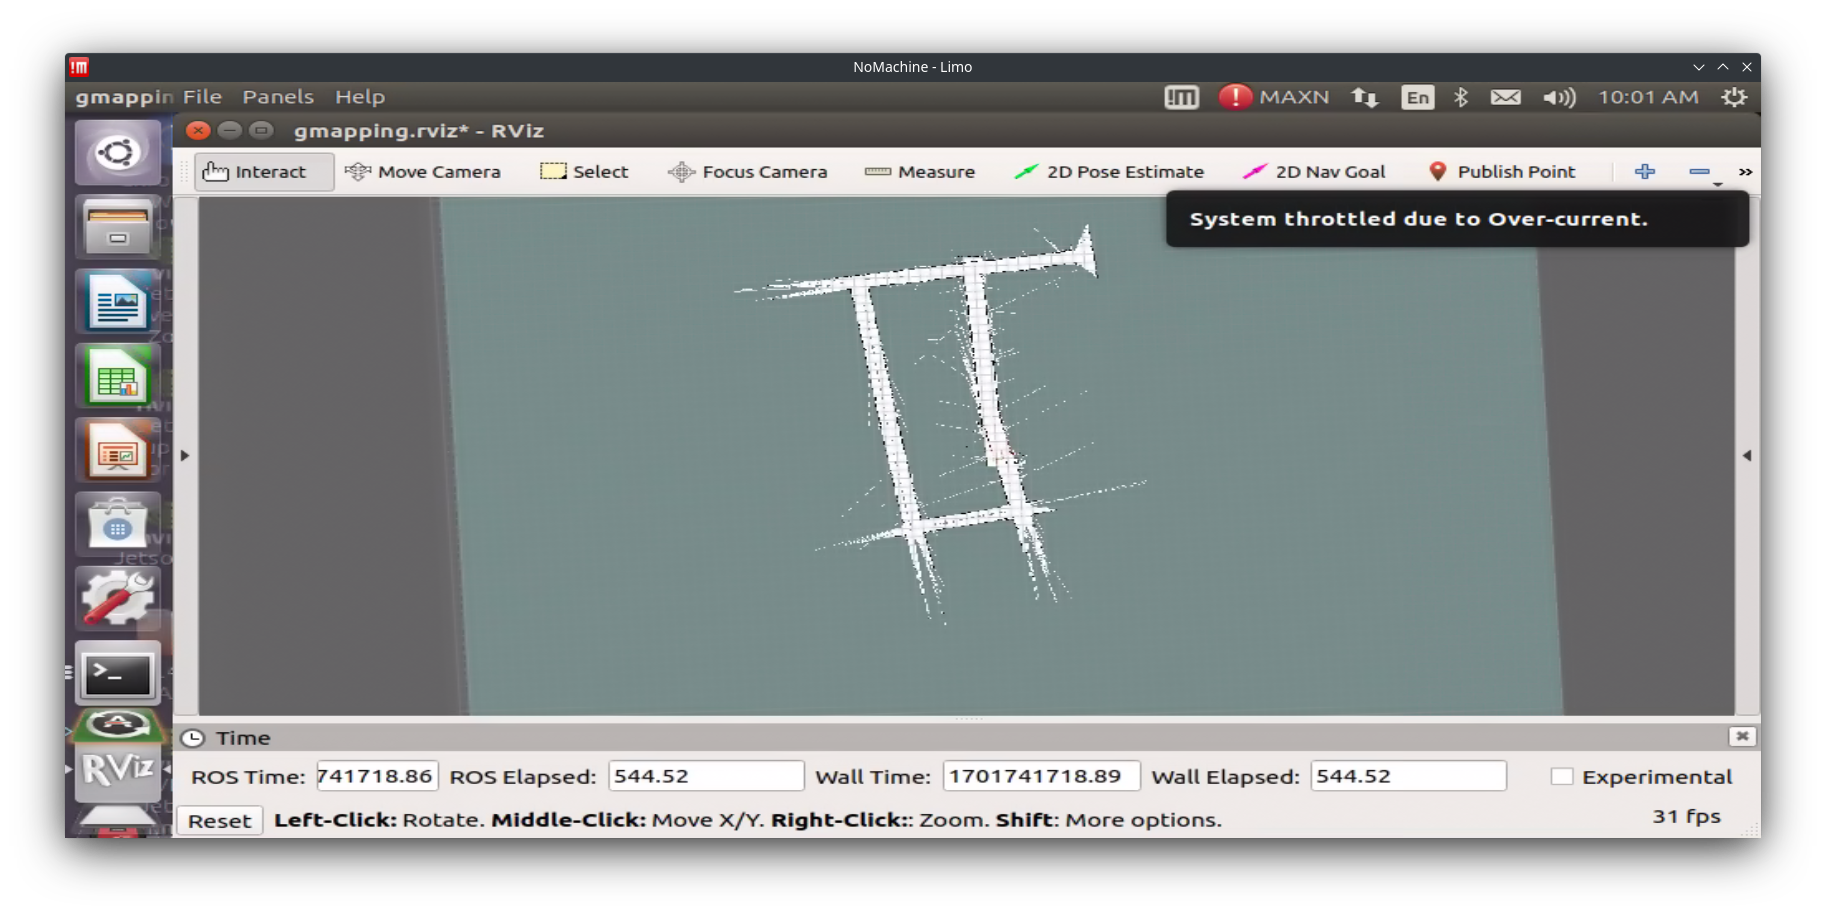 NoMachine - Limo
gmappin File Panels Help
MAXN En 10:01 AM
gmapping.rviz* - RViz
Interact Move Camera Select Focus Camera Measure 2D Pose Estimate 2D Nav Goal Publish Point »
System throttled due to Over-current.
Jetso
RViz
Time
ROS Time: 741718.86 ROS Elapsed: 544.52 Wall Time: 1701741718.89 Wall Elapsed: 544.52 Experimental
Reset Left-Click: Rotate. Middle-Click: Move X/Y. Right-Click:: Zoom. Shift: More options. 31 fps